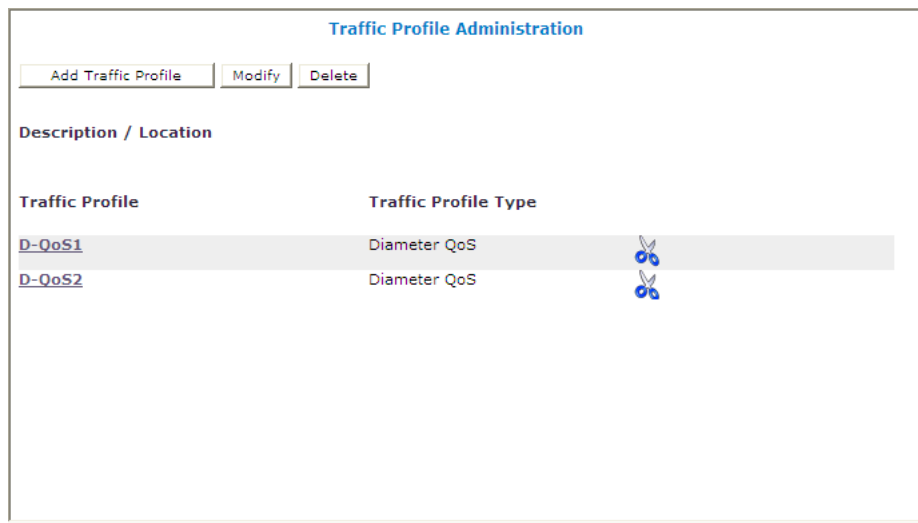 Traffic Profile Administration
Add Traffic Profile Modify Delete
Description / Location
Traffic Profile Traffic Profile Type
D-QoS1 Diameter QoS
D-QoS2 Diameter QoS